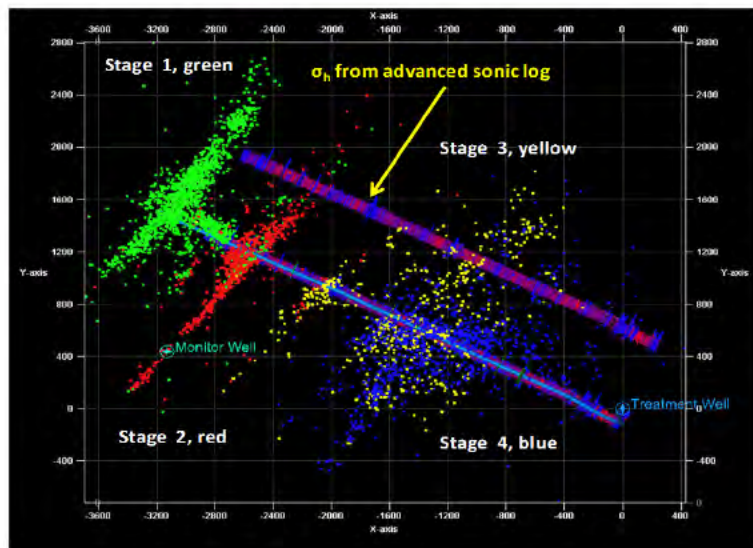 X-axis
-3600 -3200 -2800 -2400 -2000 -1600 -1200 -800 -400 0 400
2800 2800
Stage 1, green
σh from advanced sonic log
2400 2400
Stage 3, yellow
2000 2000
1600 1600
Y-axis 1200 1200 Y-axis
800 800
400 Monitor Well 400
0 Treatment Well 0
Stage 2, red
Stage 4, blue
-400 -400
0 0
-3600 -3200 -2800 -2400 -2000 -1600 -1200 -800 -400 0 400
X-axis